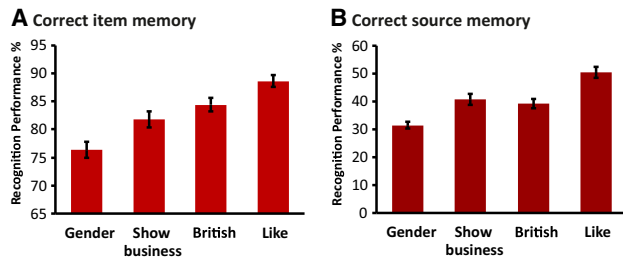 A Correct item memory
Recognition Performance %
95
90
85
80
75
70
65
Gender Show business British Like
B Correct source memory
Recognition Performance %
60
50
40
30
20
10
0
Gender Show business British Like